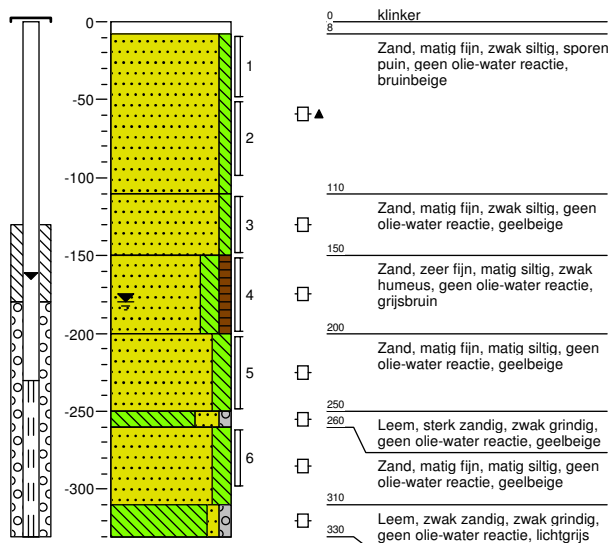 0 klinker
8
Zand, matig fijn, zwak siltig, sporen
puin, geen olie-water reactie,
bruinbeige
110
Zand, matig fijn, zwak siltig, geen
olie-water reactie, geelbeige
150
Zand, zeer fijn, matig siltig, zwak
humeus, geen olie-water reactie,
grijsbruin
200
Zand, matig fijn, matig siltig, geen
olie-water reactie, geelbeige
250
260
Leem, sterk zandig, zwak grindig,
geen olie-water reactie, geelbeige
Zand, matig fijn, matig siltig, geen
olie-water reactie, geelbeige
310
Leem, zwak zandig, zwak grindig,
330
geen olie-water reactie, lichtgrijs
0
-50
-100
-150
-200
-250
-300
1
2
3
4
5
6